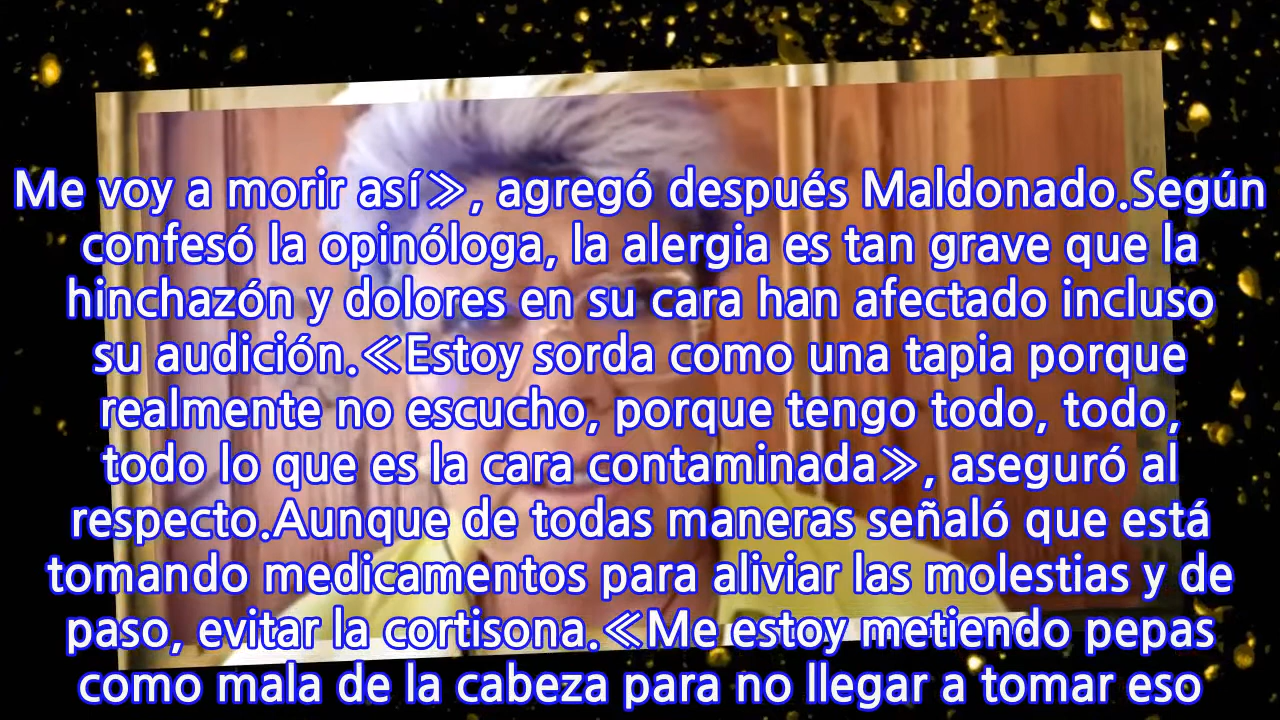 Me voy a morir así≫, agregó después Maldonado.Según
confesó la opinóloga, la alergia es tan grave que la
hinchazón y dolores en su cara han afectado incluso
su audición.≪Estoy sorda como una tapia porque
realmente no escucho, porque tengo todo, todo,
todo lo que es la cara contaminada≫, aseguró al
respecto.Aunque de todas maneras señaló que está
tomando medicamentos para aliviar las molestias y de
paso, evitar la cortisona.≪Me estoy metiendo pepas
como mala de la cabeza para no llegar a tomar eso